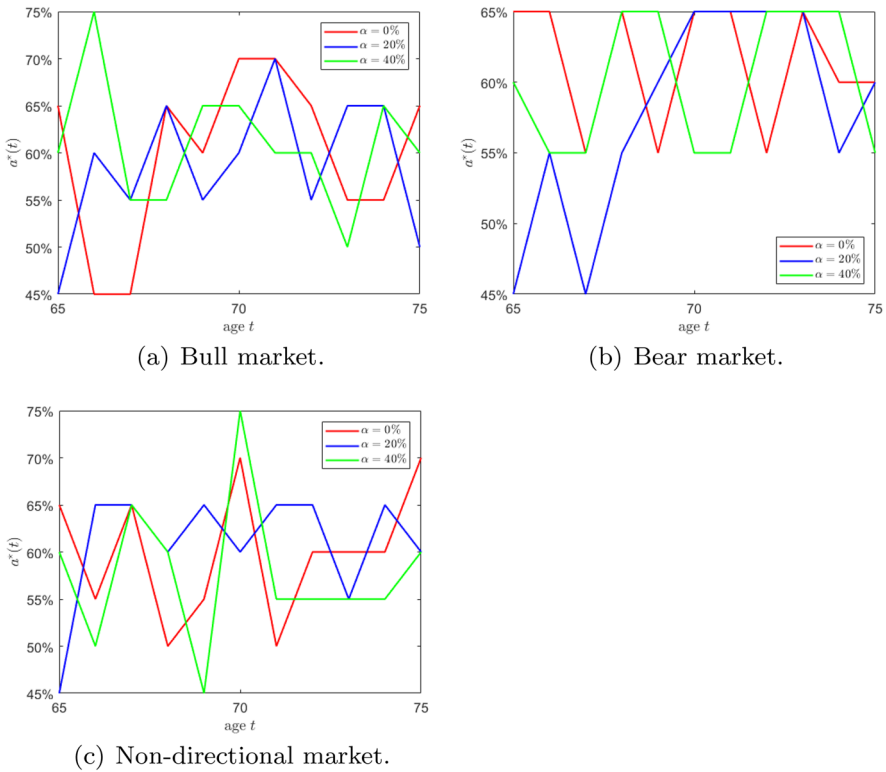 75%
70%
65%
60%
55%
50%
45%
a*(t)
65
70
75
age t
α = 0%
α = 20%
α = 40%
(a) Bull market.
65%
60%
55%
50%
45%
a*(t)
65
70
75
age t
α = 0%
α = 20%
α = 40%
(b) Bear market.
75%
70%
65%
60%
55%
50%
45%
a*(t)
65
70
75
age t
α = 0%
α = 20%
α = 40%
(c) Non-directional market.